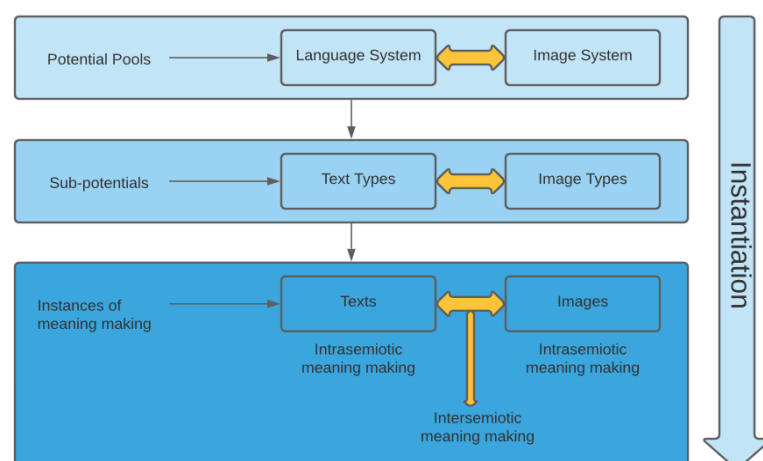 Potential Pools
Language System
Image System
Sub-potentials
Text Types
Image Types
Instances of
meaning making
Texts
Images
Intrasemiotic
meaning making
Intrasemiotic
meaning making
Intersemiotic
meaning making
Instantiation